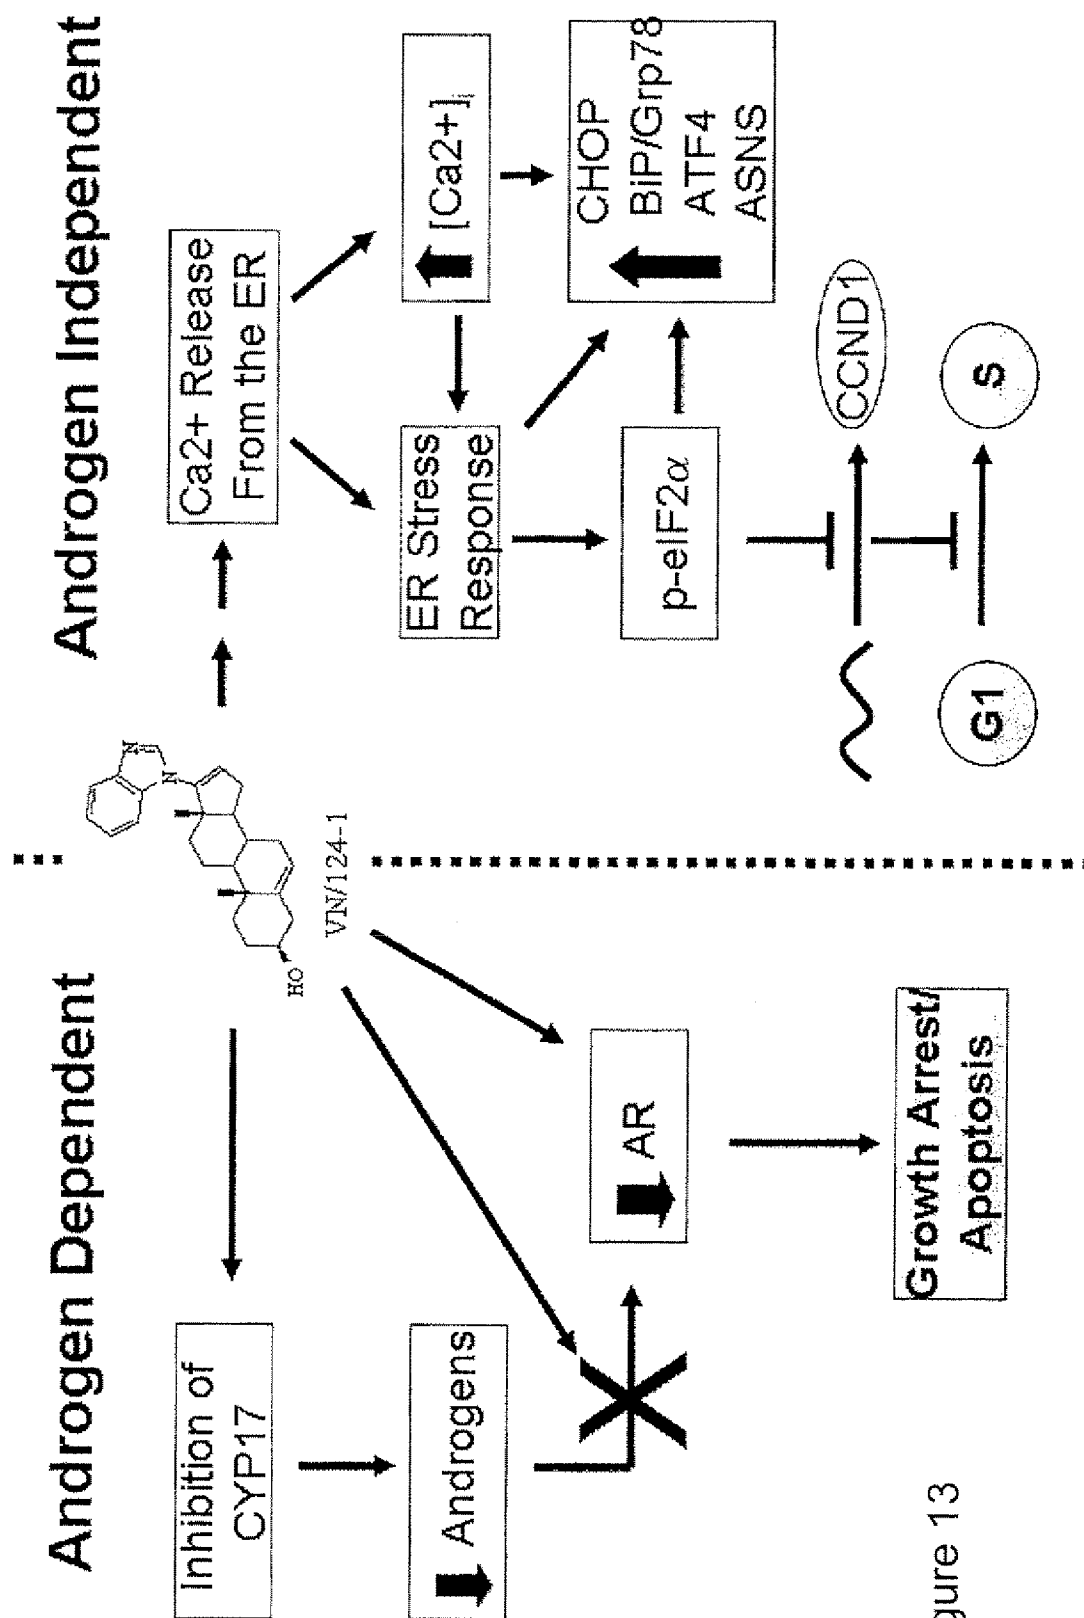 Androgen Dependent
Androgen Independent
Inhibition of
CYP17
Androgens
AR
Growth Arrest/
Apoptosis
HO
N
N
VN/124-1
Ca2+ Release
From the ER
ER Stress
Response
[Ca2+]i
p-eIF2α
CHOP
BiP/Grp78
ATF4
ASNS
CCND1
G1
S
gure 13